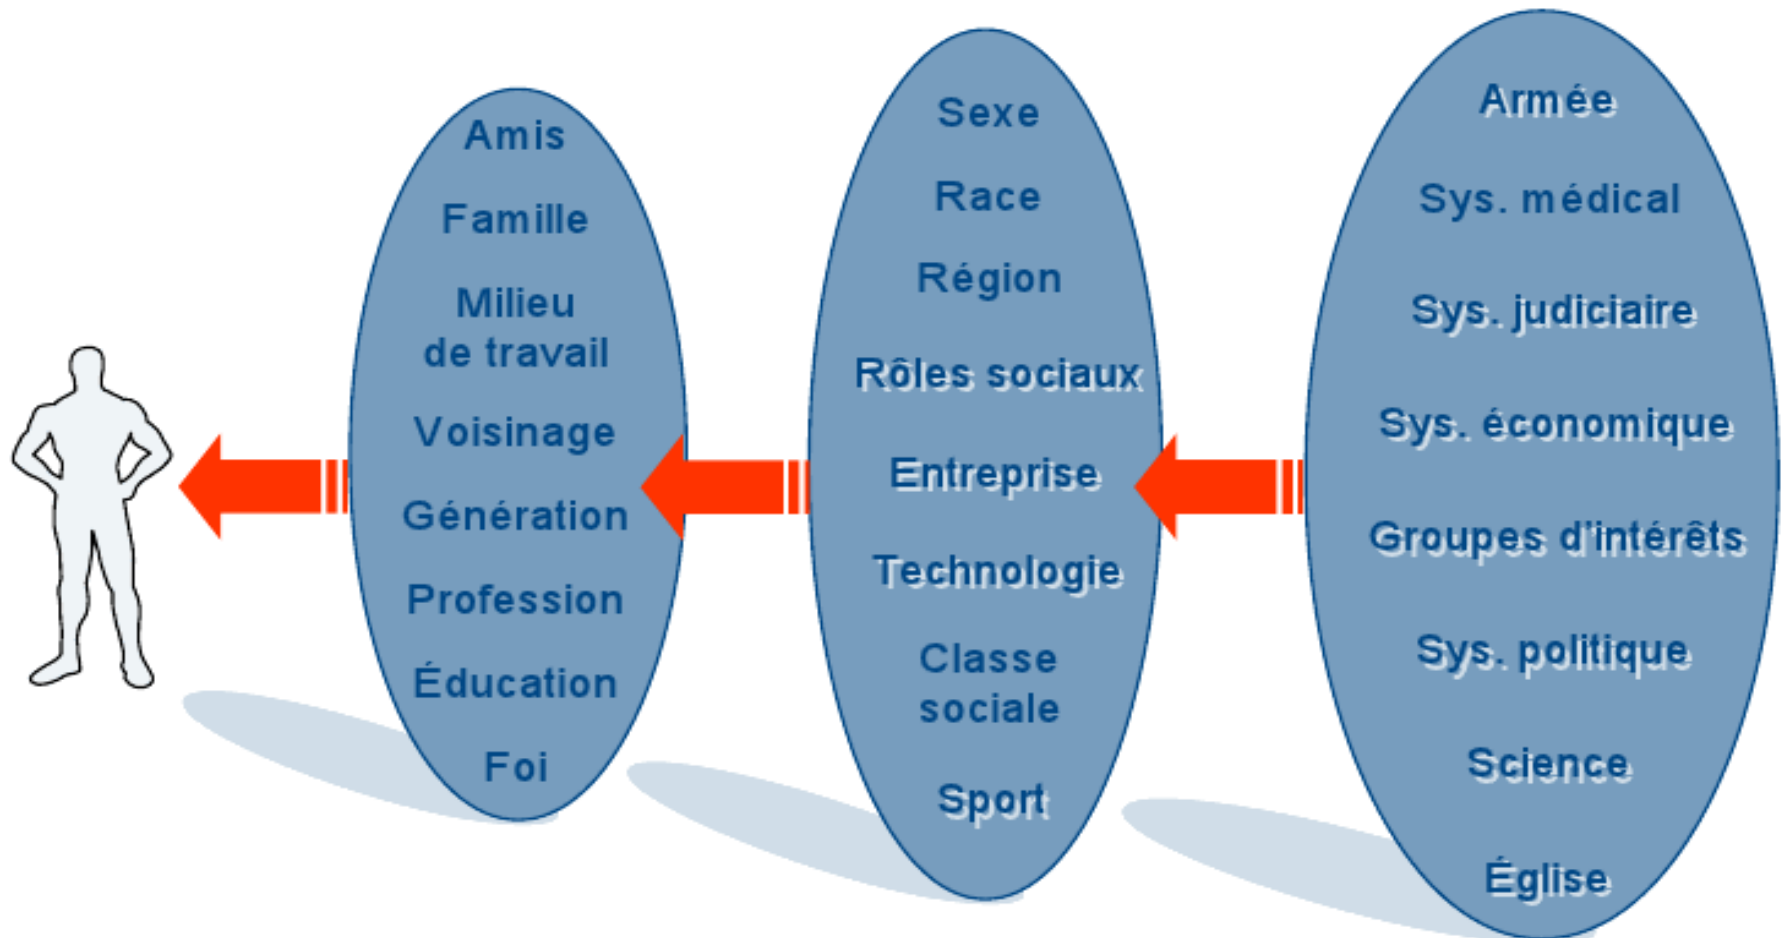 Amis
Famille
Milieu
de travail
Voisinage
Génération
Profession
Éducation
Foi
Sexe
Race
Région
Rôles sociaux
Entreprise
Technologie
Classe
sociale
Sport
Armée
Sys. médical
Sys. judiciaire
Sys. économique
Groupes d'intérêts
Sys. politique
Science
Église